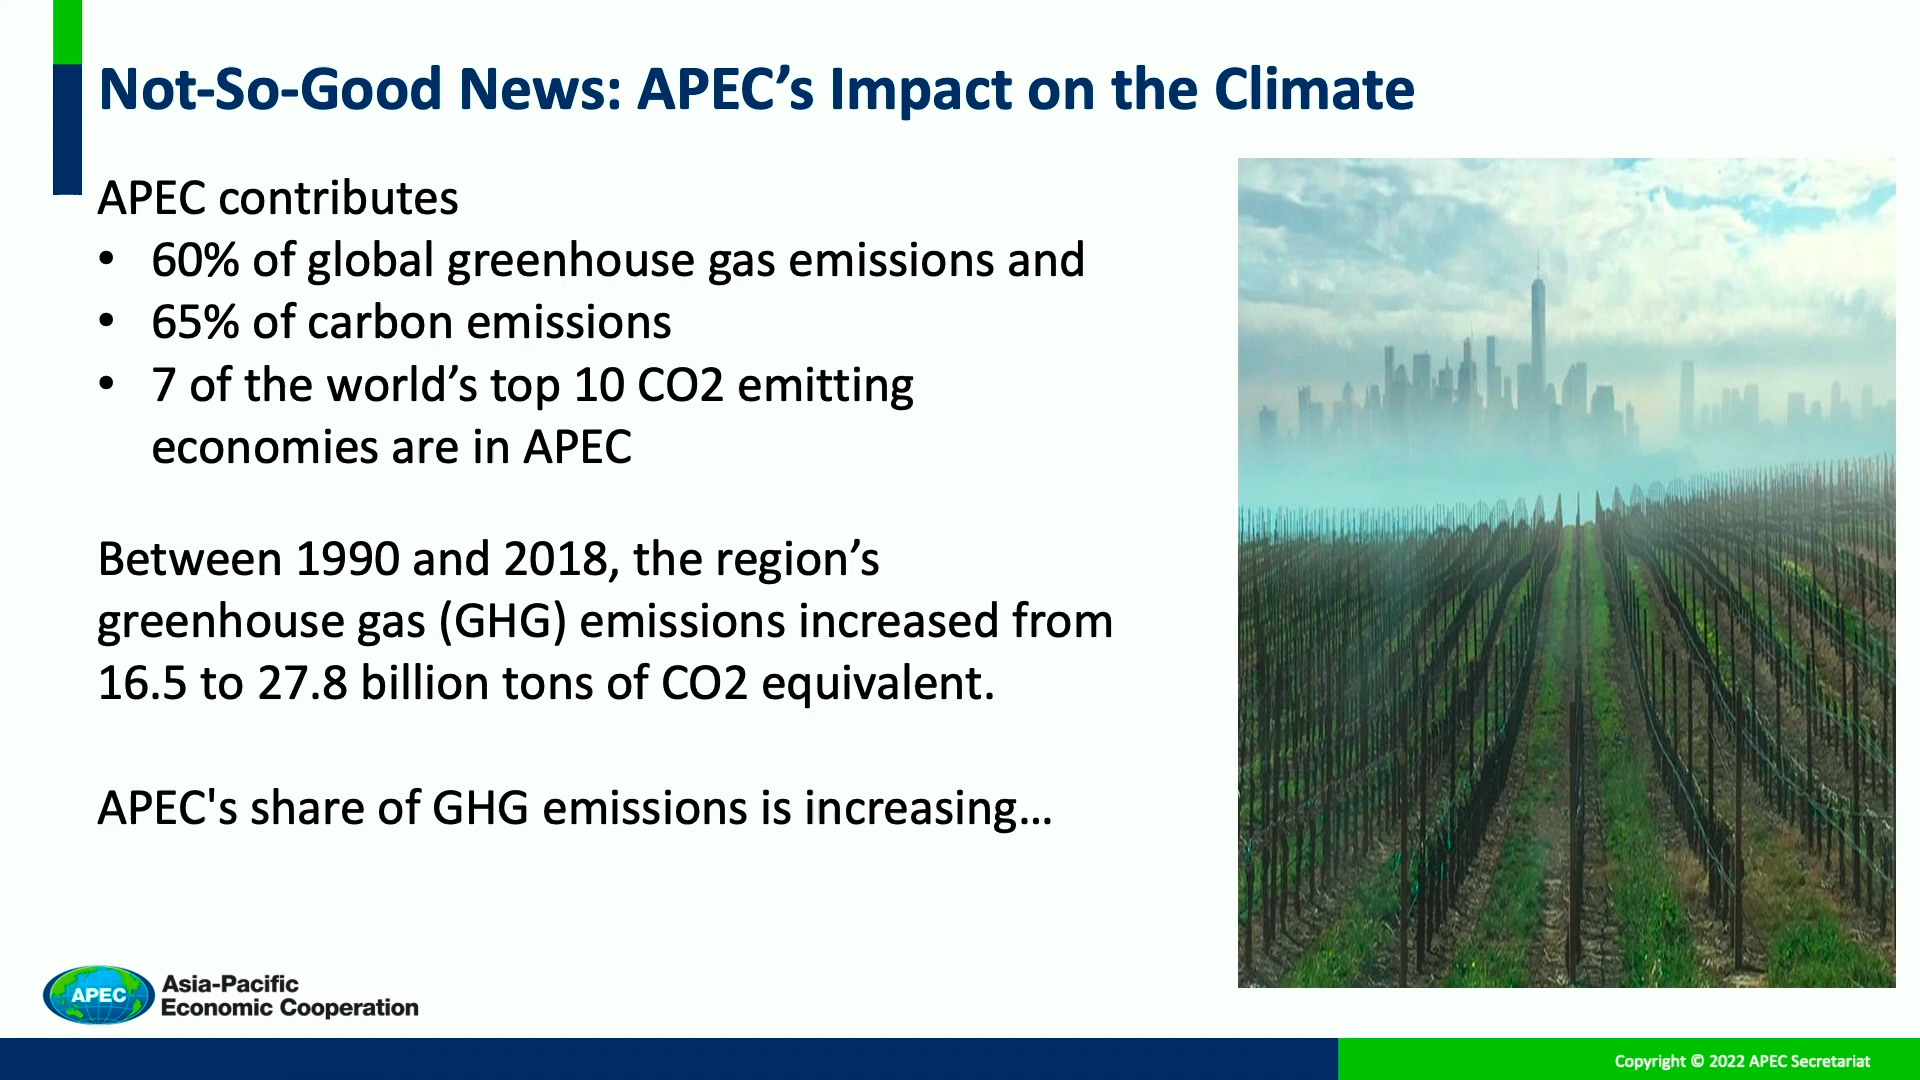 Not-So-Good News: APEC’s Impact on the Climate
APEC contributes
• 60% of global greenhouse gas emissions and
• 65% of carbon emissions
• 7 of the world’s top 10 CO2 emitting
economies are in APEC
Between 1990 and 2018, the region’s
greenhouse gas (GHG) emissions increased from
16.5 to 27.8 billion tons of CO2 equivalent.
APEC's share of GHG emissions is increasing…
APEC
Asia-Pacific
Economic Cooperation
Copyright © 2022 APEC Secretariat